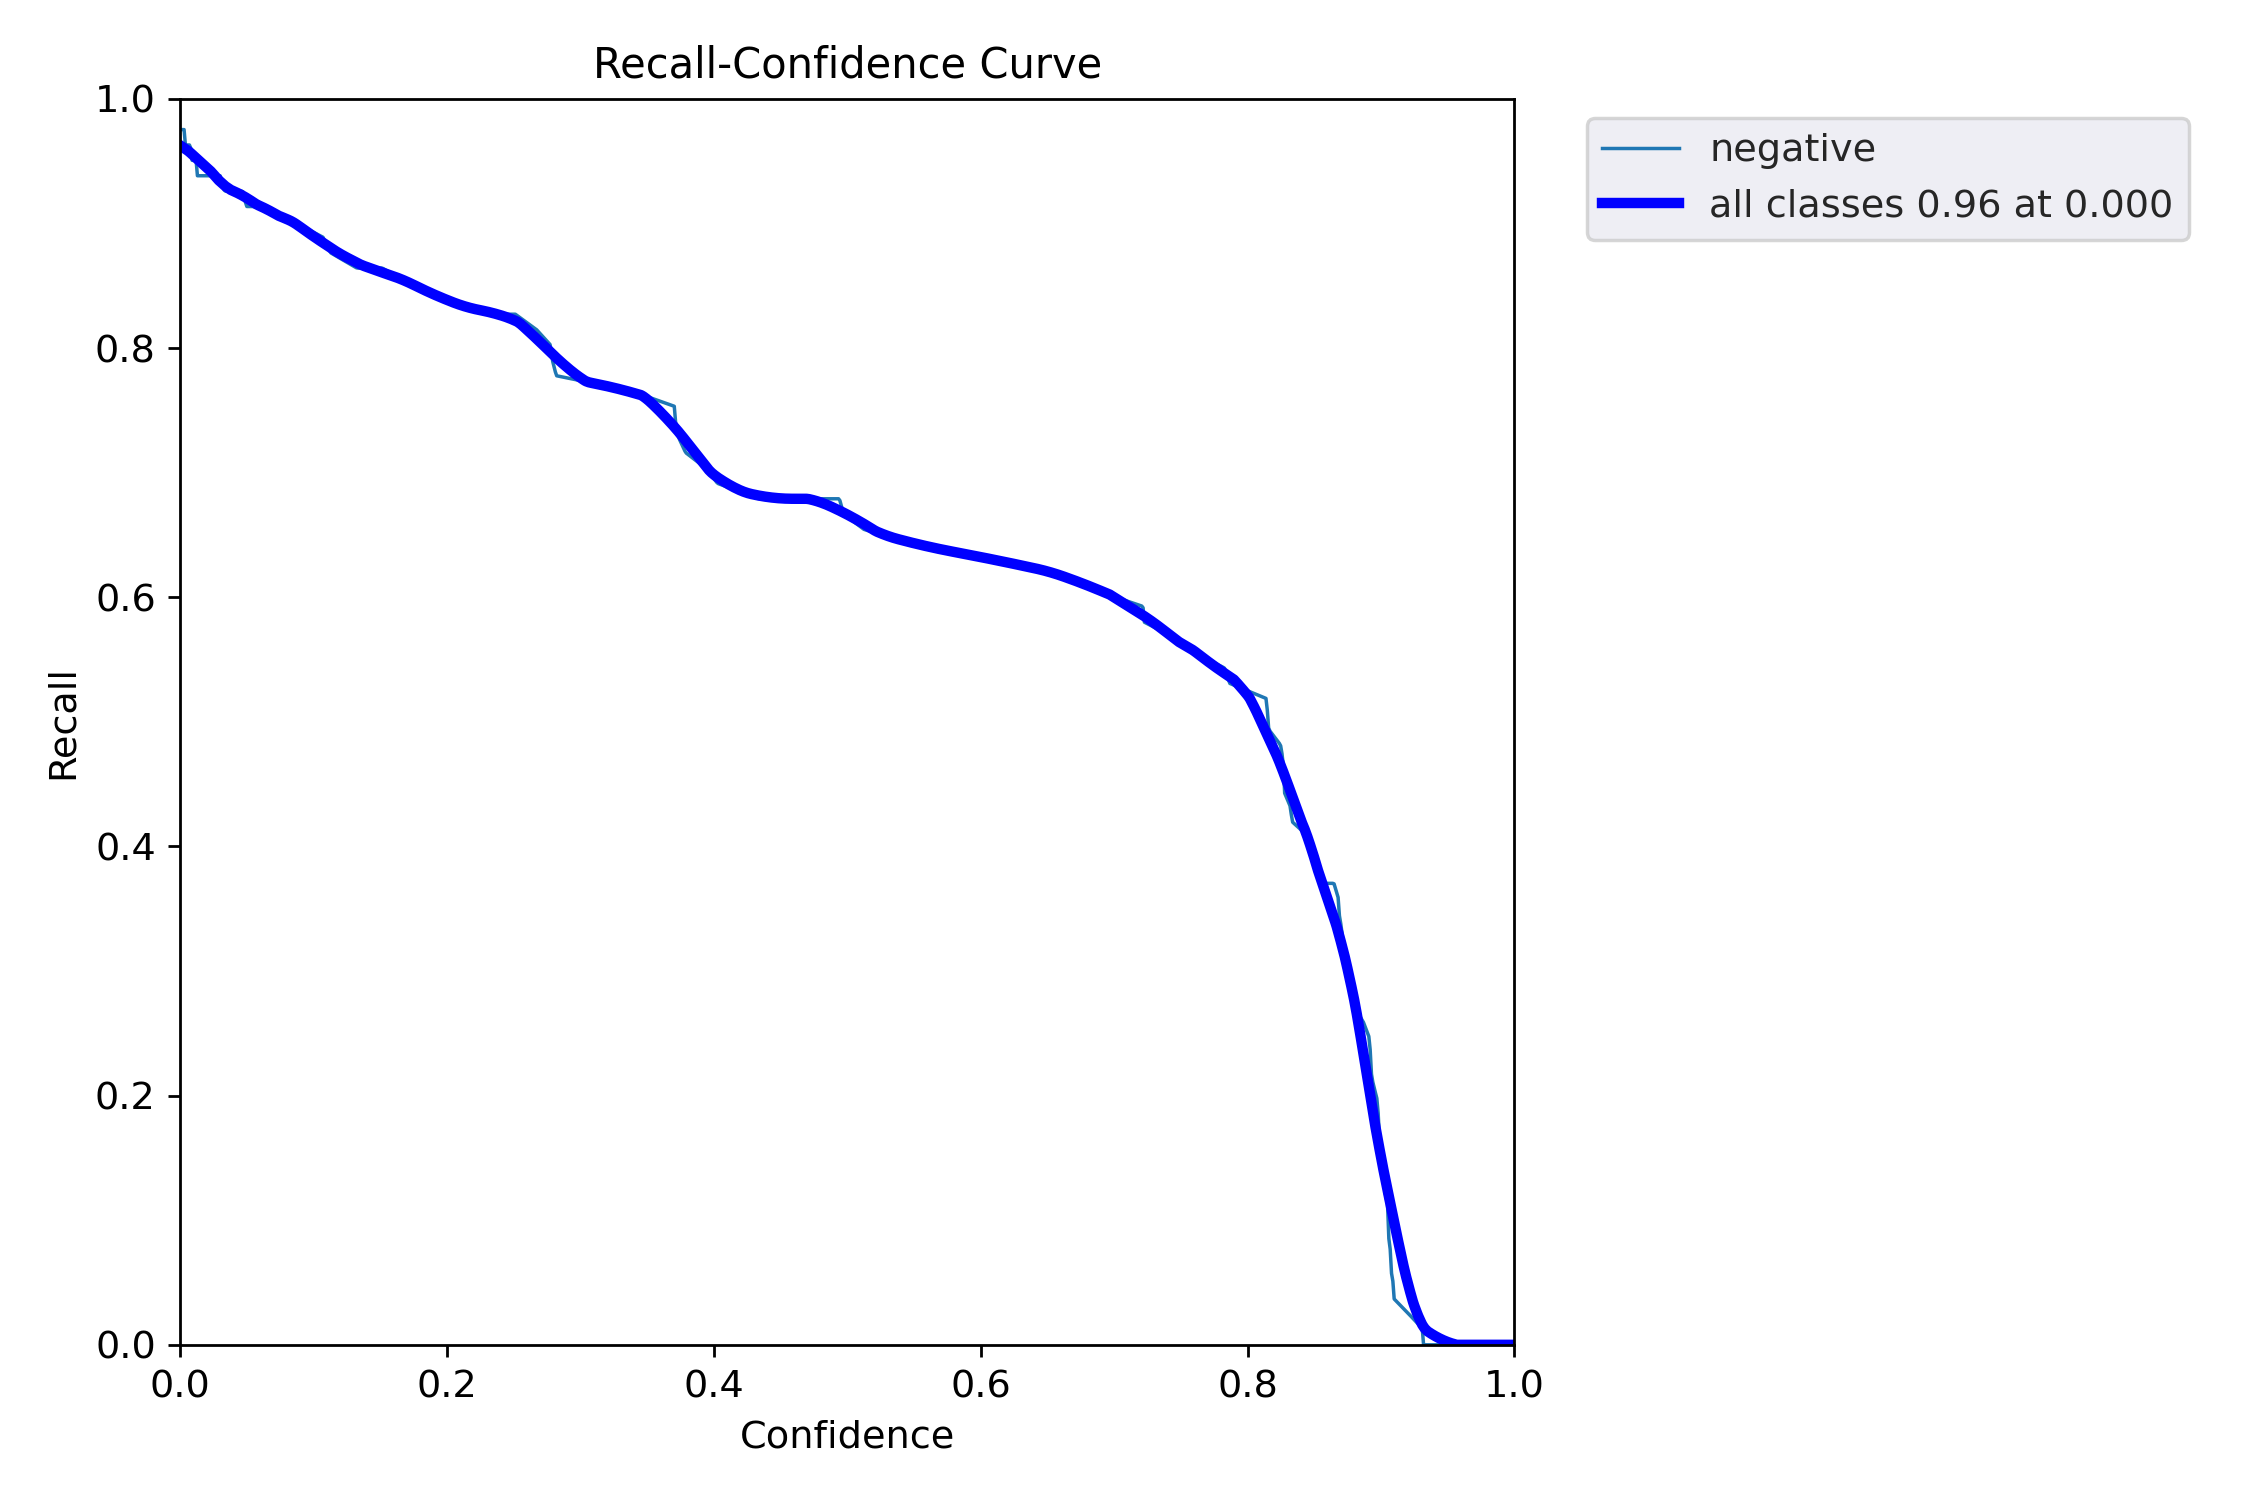 Recall-Confidence Curve
negative
all classes 0.96 at 0.000
1.0
0.8
0.6
0.4
0.2
0.0
Recall
0.0 0.2 0.4 0.6 0.8 1.0
Confidence